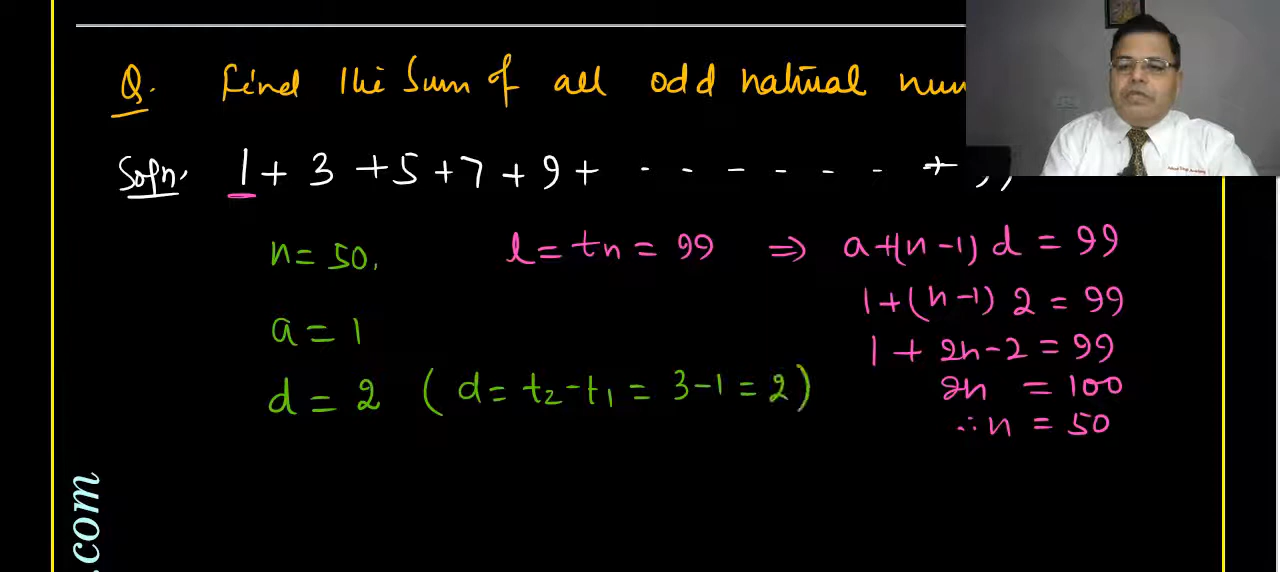 Q. Find the Sum of all odd natural num
Soln. 1 + 3 + 5 + 7 + 9 + - - - - - - +
n = 50, l = tn = 99 ⇒ a + (n - 1) d = 99
1 + (n - 1) 2 = 99
a = 1
1 + 2n - 2 = 99
d = 2 ( d = t₂ - t₁ = 3 - 1 = 2 ) 2n = 100
∴ n = 50
.com